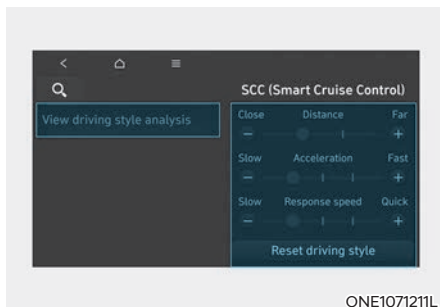 SCC (Smart Cruise Control)
View driving style analysis
Close Distance Far
Slow Acceleration Fast
Slow Response speed Quick
Reset driving style
ONE1071211L